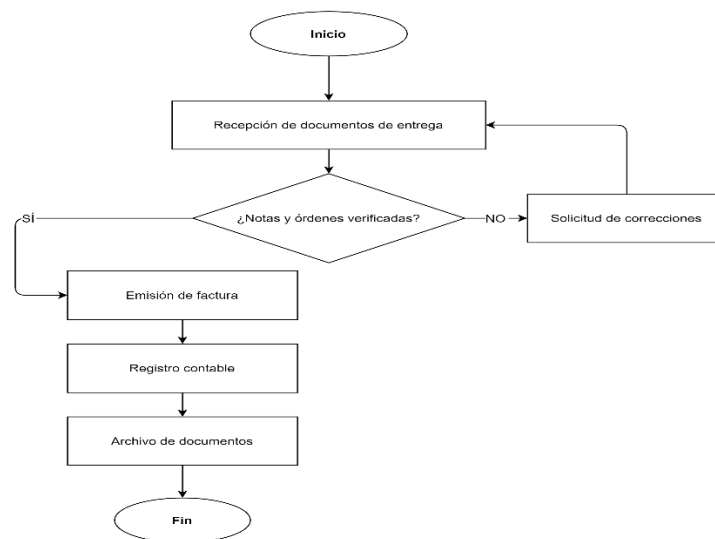 Inicio
Recepción de documentos de entrega
¿Notas y órdenes verificadas?
SÍ
NO
Solicitud de correcciones
Emisión de factura
Registro contable
Archivo de documentos
Fin